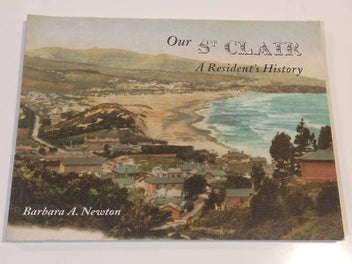 Our ST CLAIR
A Resident's History
Barbara A. Newton